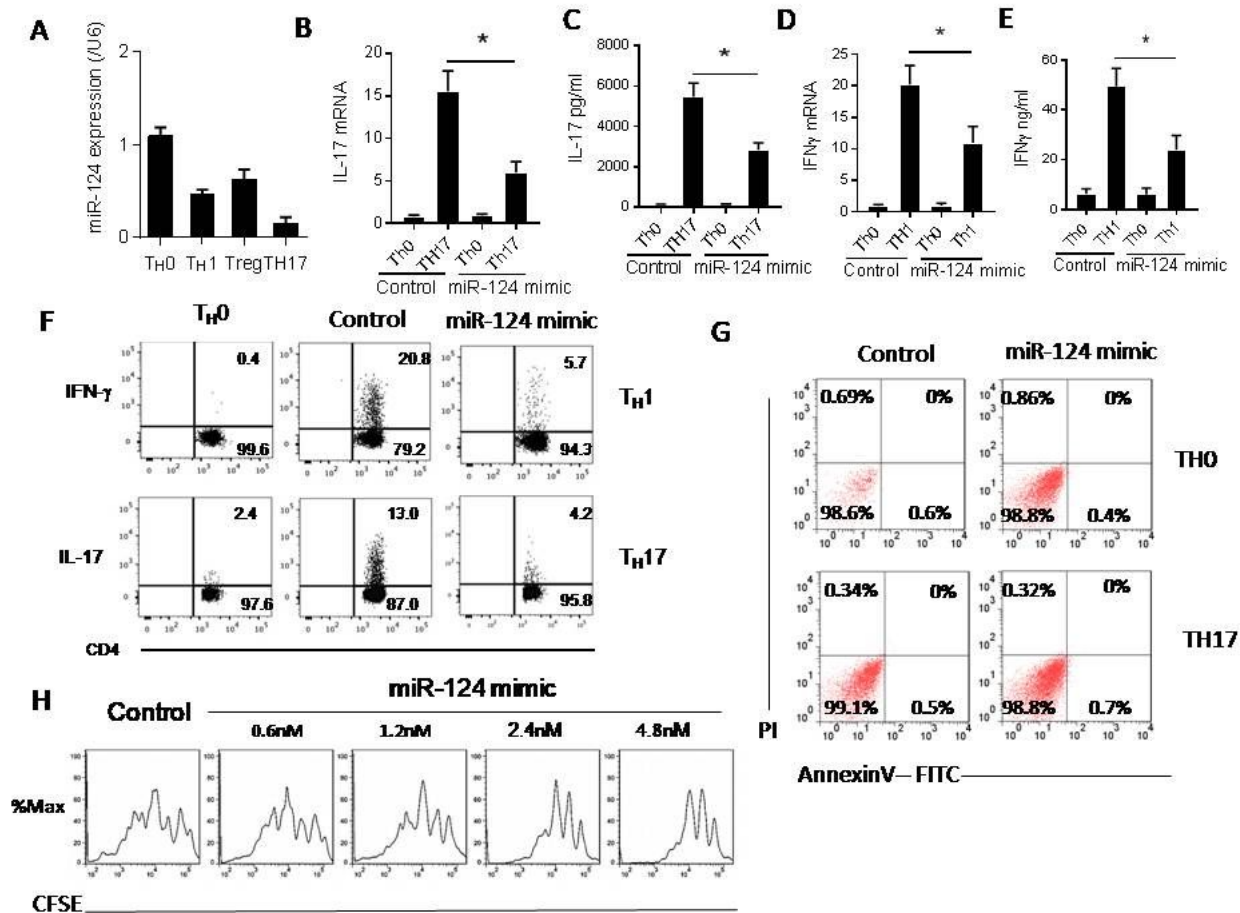 A
miR-124 expression (/U6)
2
1
0
TH0 TH1 Treg TH17
B
IL-17 mRNA
20
15
10
5
0
Th0 TH17 Th0 Th17
Control miR-124 mimic
*
C
IL-17 pg/ml
8000
6000
4000
2000
0
Th0 TH17 Th0 Th17
Control miR-124 mimic
*
D
IFNγ mRNA
25
20
15
10
5
0
Th0 TH1 Th0 Th1
Control miR-124 mimic
*
E
IFNγ ng/ml
60
40
20
0
Th0 TH1 Th0 Th1
Control miR-124 mimic
*
F
TH0 Control miR-124 mimic
IFN-γ
0.4 20.8 5.7
99.6 79.2 94.3
TH1
IL-17
2.4 13.0 4.2
97.6 87.0 95.8
TH17
CD4
G
Control miR-124 mimic
0.69% 0% 0.86% 0%
98.6% 0.6% 98.8% 0.4%
TH0
0.34% 0% 0.32% 0%
99.1% 0.5% 98.8% 0.7%
TH17
PI
AnnexinV-FITC
H
miR-124 mimic
Control
0.6nM 1.2nM 2.4nM 4.8nM
%Max
CFSE